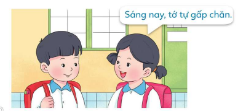 Sáng nay, tớ tự gấp chăn.